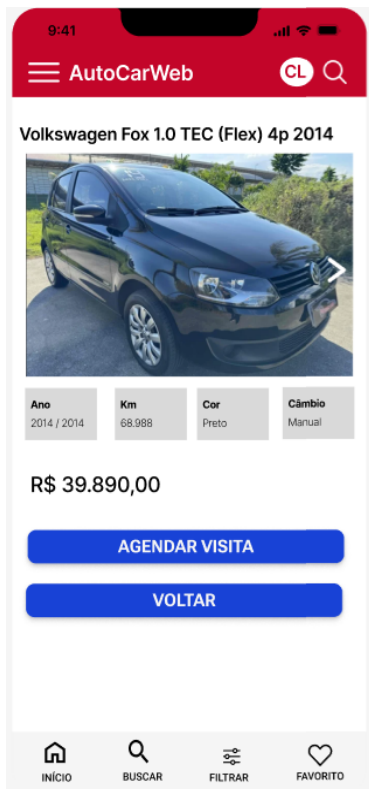 9:41
AutoCarWeb
CL
Volkswagen Fox 1.0 TEC (Flex) 4p 2014
Ano
2014 / 2014
Km
68.988
Cor
Preto
Câmbio
Manual
R$ 39.890,00
AGENDAR VISITA
VOLTAR
INÍCIO
BUSCAR
FILTRAR
FAVORITO